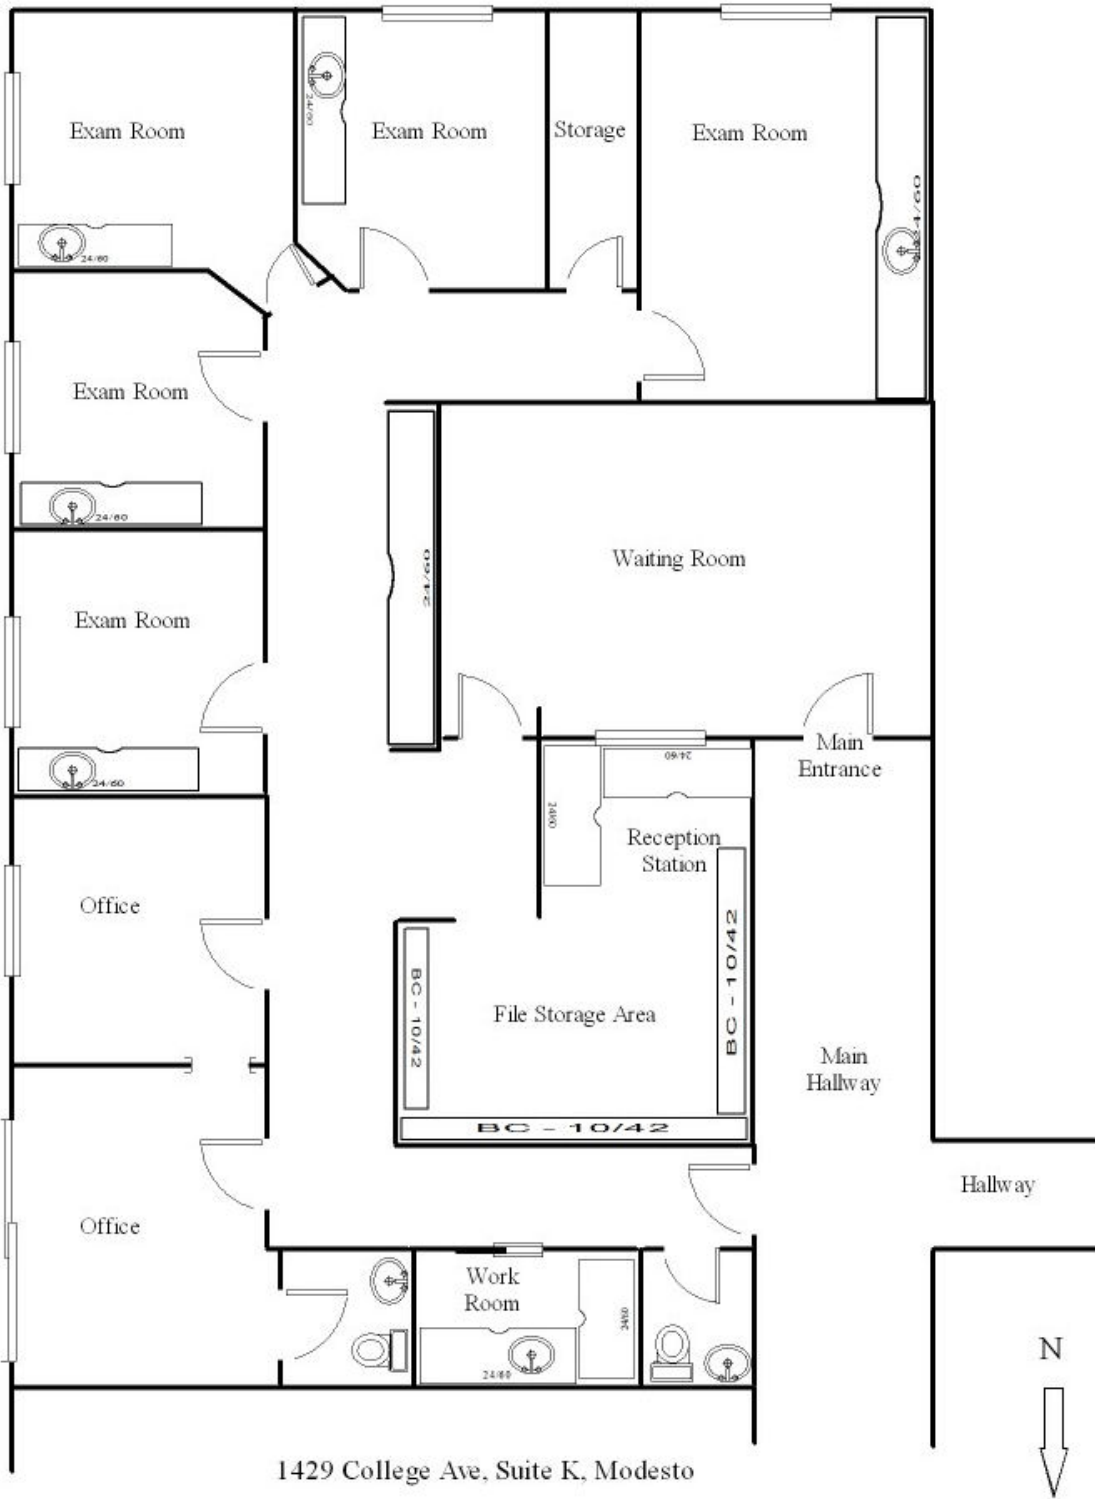 Exam Room
Exam Room
Storage
Exam Room
24/60
24/60
24/60
Exam Room
24/60
24/60
Waiting Room
Exam Room
24/60
Main
Entrance
24/60
24/60
Reception
Station
Office
BC - 10/42
BC - 10/42
File Storage Area
Main
Hallway
BC - 10/42
Hallway
Office
Work
Room
24/60
24/60
N
1429 College Ave, Suite K, Modesto